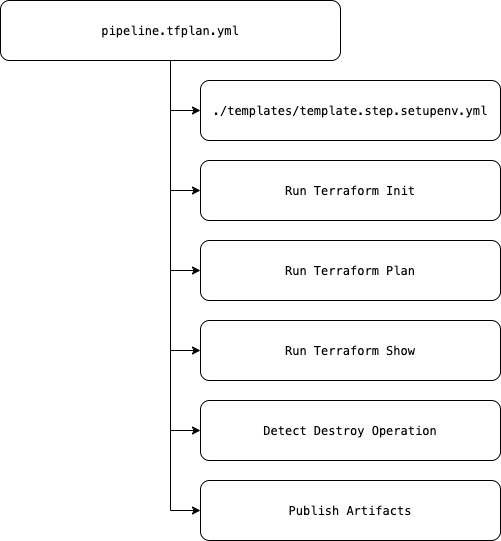 pipeline.tfplan.yml
./templates/template.step.setupenv.yml
Run Terraform Init
Run Terraform Plan
Run Terraform Show
Detect Destroy Operation
Publish Artifacts